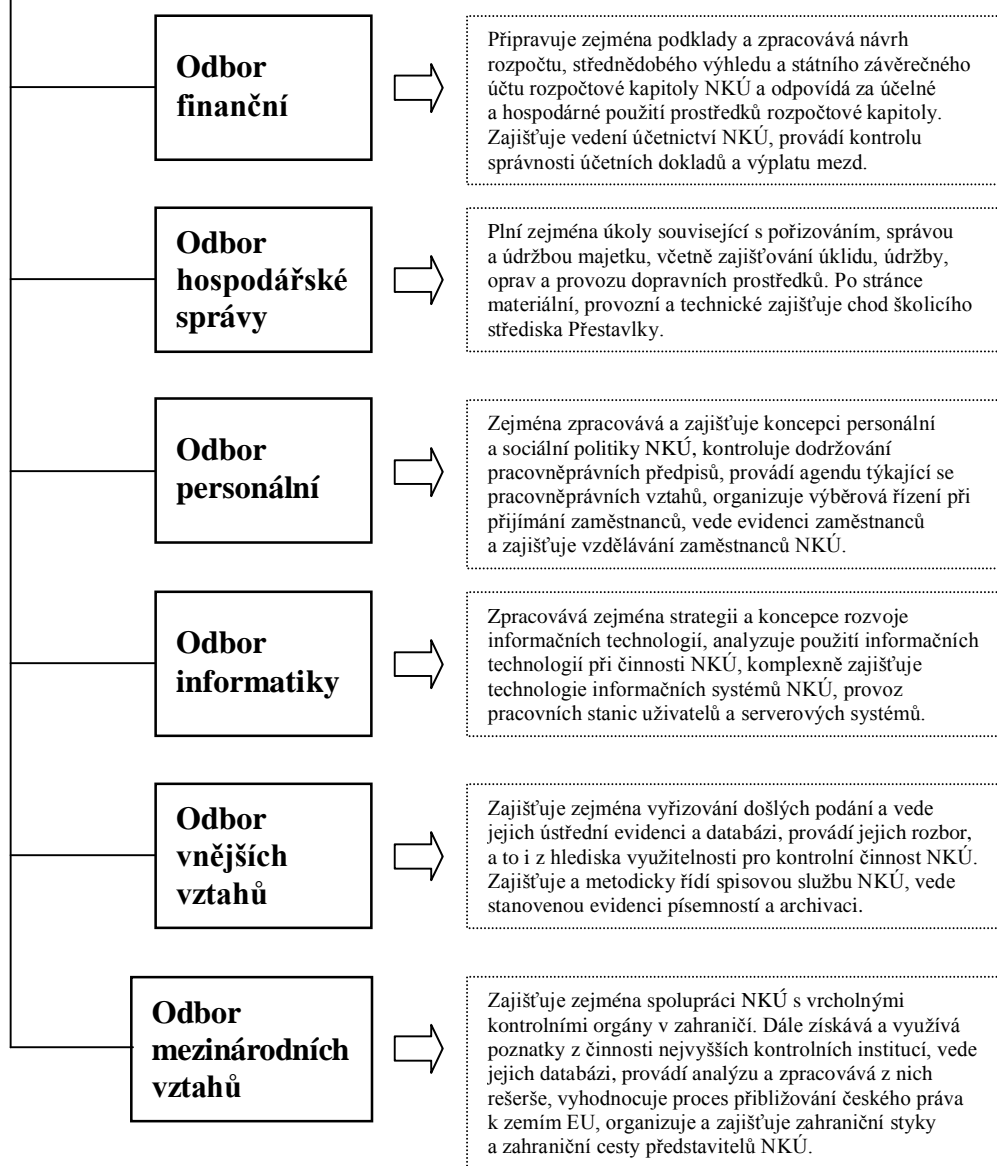 Odbor
finanční
Připravuje zejména podklady a zpracovává návrh
rozpočtu, střednědobého výhledu a státního závěrečného
účtu rozpočtové kapitoly NKÚ a odpovídá za účelné
a hospodárné použití prostředků rozpočtové kapitoly.
Zajišťuje vedení účetnictví NKÚ, provádí kontrolu
správnosti účetních dokladů a výplatu mezd.
Odbor
hospodářské
správy
Plní zejména úkoly související s pořizováním, správou
a údržbou majetku, včetně zajišťování úklidu, údržby,
oprav a provozu dopravních prostředků. Po stránce
materiální, provozní a technické zajišťuje chod školicího
střediska Přestavlky.
Odbor
personální
Zejména zpracovává a zajišťuje koncepci personální
a sociální politiky NKÚ, kontroluje dodržování
pracovněprávních předpisů, provádí agendu týkající se
pracovněprávních vztahů, organizuje výběrová řízení při
přijímání zaměstnanců, vede evidenci zaměstnanců
a zajišťuje vzdělávání zaměstnanců NKÚ.
Odbor
informatiky
Zpracovává zejména strategii a koncepce rozvoje
informačních technologií, analyzuje použití informačních
technologií při činnosti NKÚ, komplexně zajišťuje
technologie informačních systémů NKÚ, provoz
pracovních stanic uživatelů a serverových systémů.
Odbor
vnějších
vztahů
Zajišťuje zejména vyřizování došlých podání a vede
jejich ústřední evidenci a databázi, provádí jejich rozbor,
a to i z hlediska využitelnosti pro kontrolní činnost NKÚ.
Zajišťuje a metodicky řídí spisovou službu NKÚ, vede
stanovenou evidenci písemností a archivaci.
Odbor
mezinárodních
vztahů
Zajišťuje zejména spolupráci NKÚ s vrcholnými
kontrolními orgány v zahraničí. Dále získává a využívá
poznatky z činnosti nejvyšších kontrolních institucí, vede
jejich databázi, provádí analýzu a zpracovává z nich
rešerše, vyhodnocuje proces přibližování českého práva
k zemím EU, organizuje a zajišťuje zahraniční styky
a zahraniční cesty představitelů NKÚ.